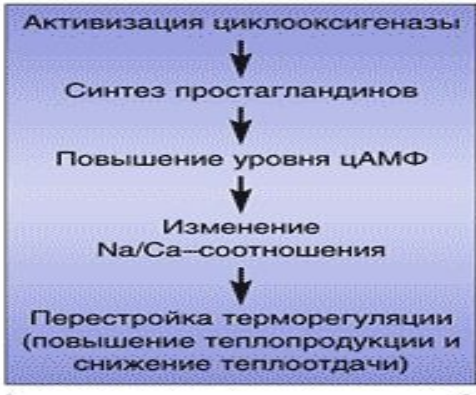 Активизация циклооксигеназы
Синтез простагландинов
Повышение уровня цАМФ
Изменение
Na/Ca–соотношения
Перестройка терморегуляции
(повышение теплопродукции и
снижение теплоотдачи)